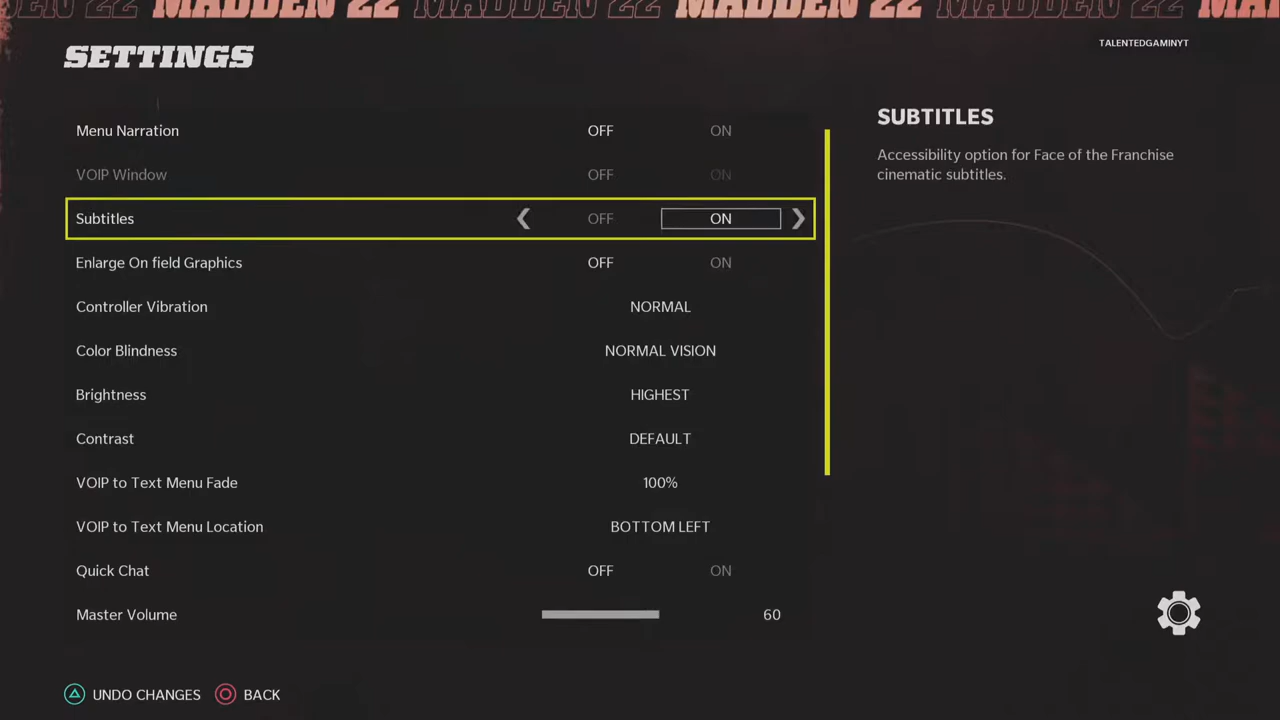 MADDEN 22 MADDEN 22 MADDEN 22 MADDEN 22
SETTINGS
TALENTEDGAMINYT
Menu Narration OFF ON
VOIP Window OFF ON
Subtitles OFF ON
Enlarge On field Graphics OFF ON
Controller Vibration NORMAL
Color Blindness NORMAL VISION
Brightness HIGHEST
Contrast DEFAULT
VOIP to Text Menu Fade 100%
VOIP to Text Menu Location BOTTOM LEFT
Quick Chat OFF ON
Master Volume 60
SUBTITLES
Accessibility option for Face of the Franchise
cinematic subtitles.
UNDO CHANGES BACK